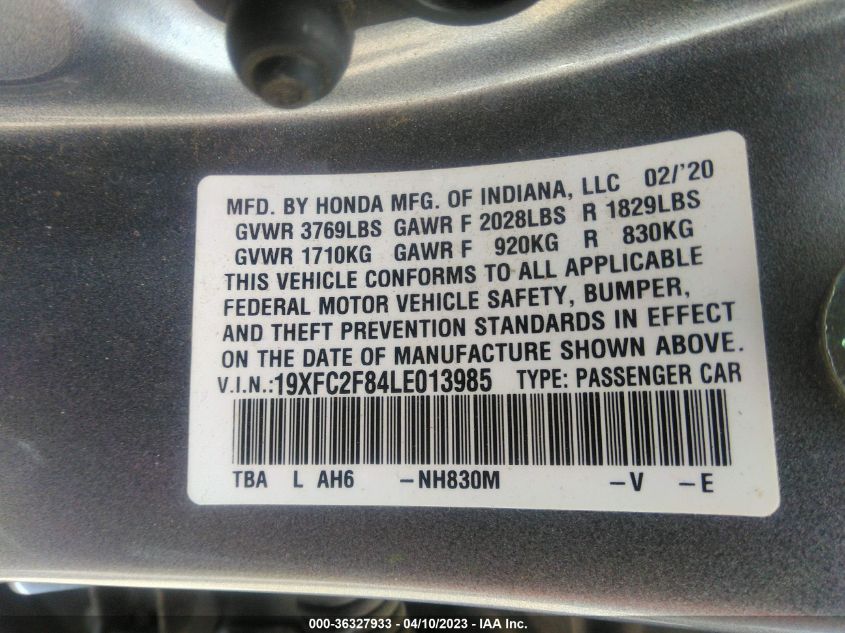 MFD. BY HONDA MFG. OF INDIANA, LLC 02/'20
GVWR 3769LBS GAWR F 2028LBS R 1829LBS
GVWR 1710KG GAWR F 920KG R 830KG
THIS VEHICLE CONFORMS TO ALL APPLICABLE
FEDERAL MOTOR VEHICLE SAFETY, BUMPER,
AND THEFT PREVENTION STANDARDS IN EFFECT
ON THE DATE OF MANUFACTURE SHOWN ABOVE.
V.I.N.:19XFC2F84LE013985 TYPE: PASSENGER CAR
TBA L AH6 –NH830M –V –E
000-36327933 - 04/10/2023 - IAA Inc.